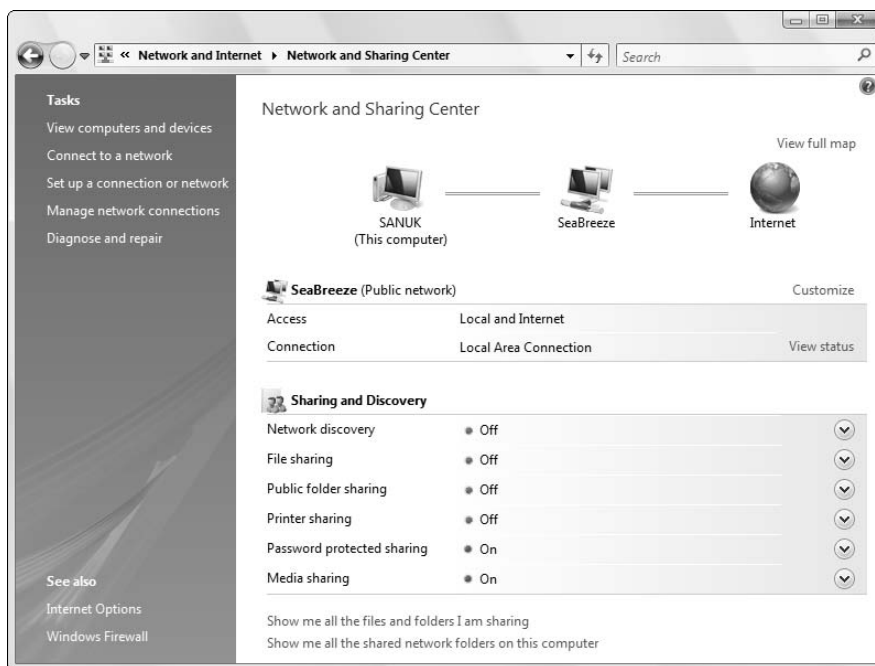 « Network and Internet ▸ Network and Sharing Center
Search
Tasks
View computers and devices
Connect to a network
Set up a connection or network
Manage network connections
Diagnose and repair
See also
Internet Options
Windows Firewall
Network and Sharing Center
View full map
SANUK
(This computer)
SeaBreeze
Internet
SeaBreeze (Public network)
Customize
Access Local and Internet
Connection Local Area Connection View status
Sharing and Discovery
Network discovery Off
File sharing Off
Public folder sharing Off
Printer sharing Off
Password protected sharing On
Media sharing On
Show me all the files and folders I am sharing
Show me all the shared network folders on this computer